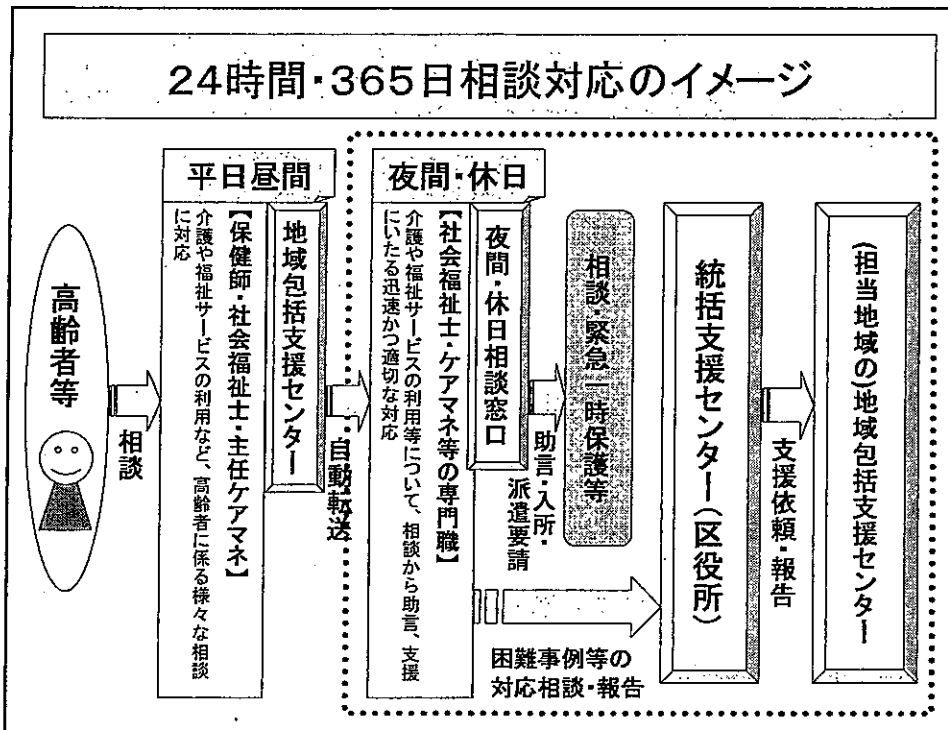 24時間・365日相談対応のイメージ
高齢者等
相談
平日昼間
地域包括支援センター
【保健師・社会福祉士・主任ケアマネ】
介護や福祉サービスの利用など、高齢者に係る様々な相談
に対応
自動転送
夜間・休日
夜間・休日相談窓口
【社会福祉士・ケアマネ等の専門職】
介護や福祉サービスの利用等について、相談から助言、支援
にいたる迅速かつ適切な対応
助言・入所・
派遣要請
相談・緊急一時保護等
困難事例等の
対応相談・報告
統括支援センター(区役所)
支援依頼・報告
(担当地域の)地域包括支援センター